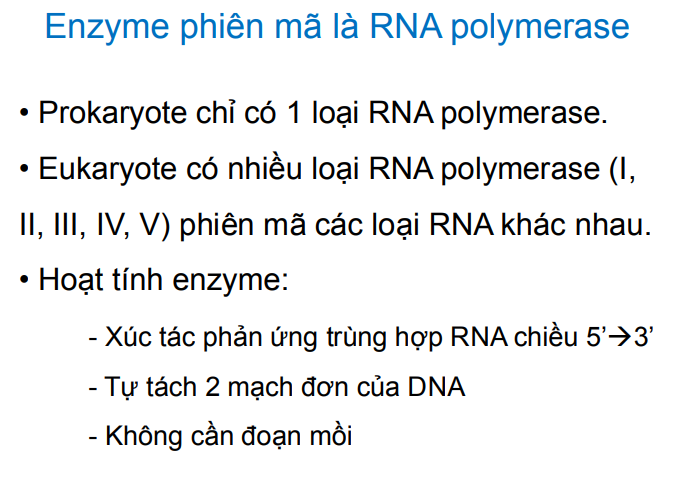 Enzyme phiên mã là RNA polymerase
• Prokaryote chỉ có 1 loại RNA polymerase.
• Eukaryote có nhiều loại RNA polymerase (I,
II, III, IV, V) phiên mã các loại RNA khác nhau.
• Hoạt tính enzyme:
- Xúc tác phản ứng trùng hợp RNA chiều 5’→3’
- Tự tách 2 mạch đơn của DNA
- Không cần đoạn mồi